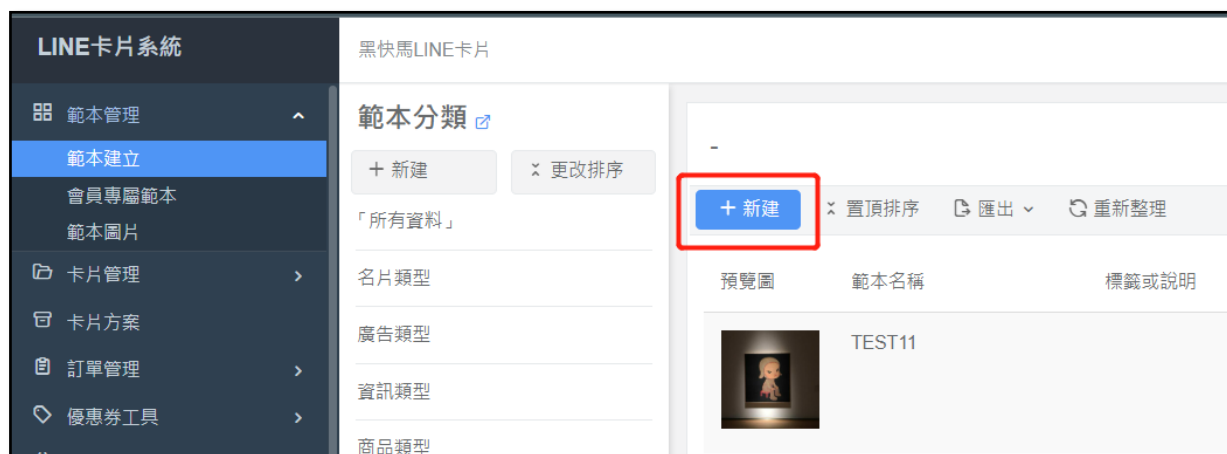 LINE卡片系統
黑快馬LINE卡片
範本管理
範本建立
會員專屬範本
範本圖片
卡片管理
卡片方案
訂單管理
優惠券工具
範本分類
新建
更改排序
「所有資料」
名片類型
廣告類型
資訊類型
商品類型
-
新建
置頂排序
匯出
重新整理
預覽圖
範本名稱
標籤或說明
TEST11